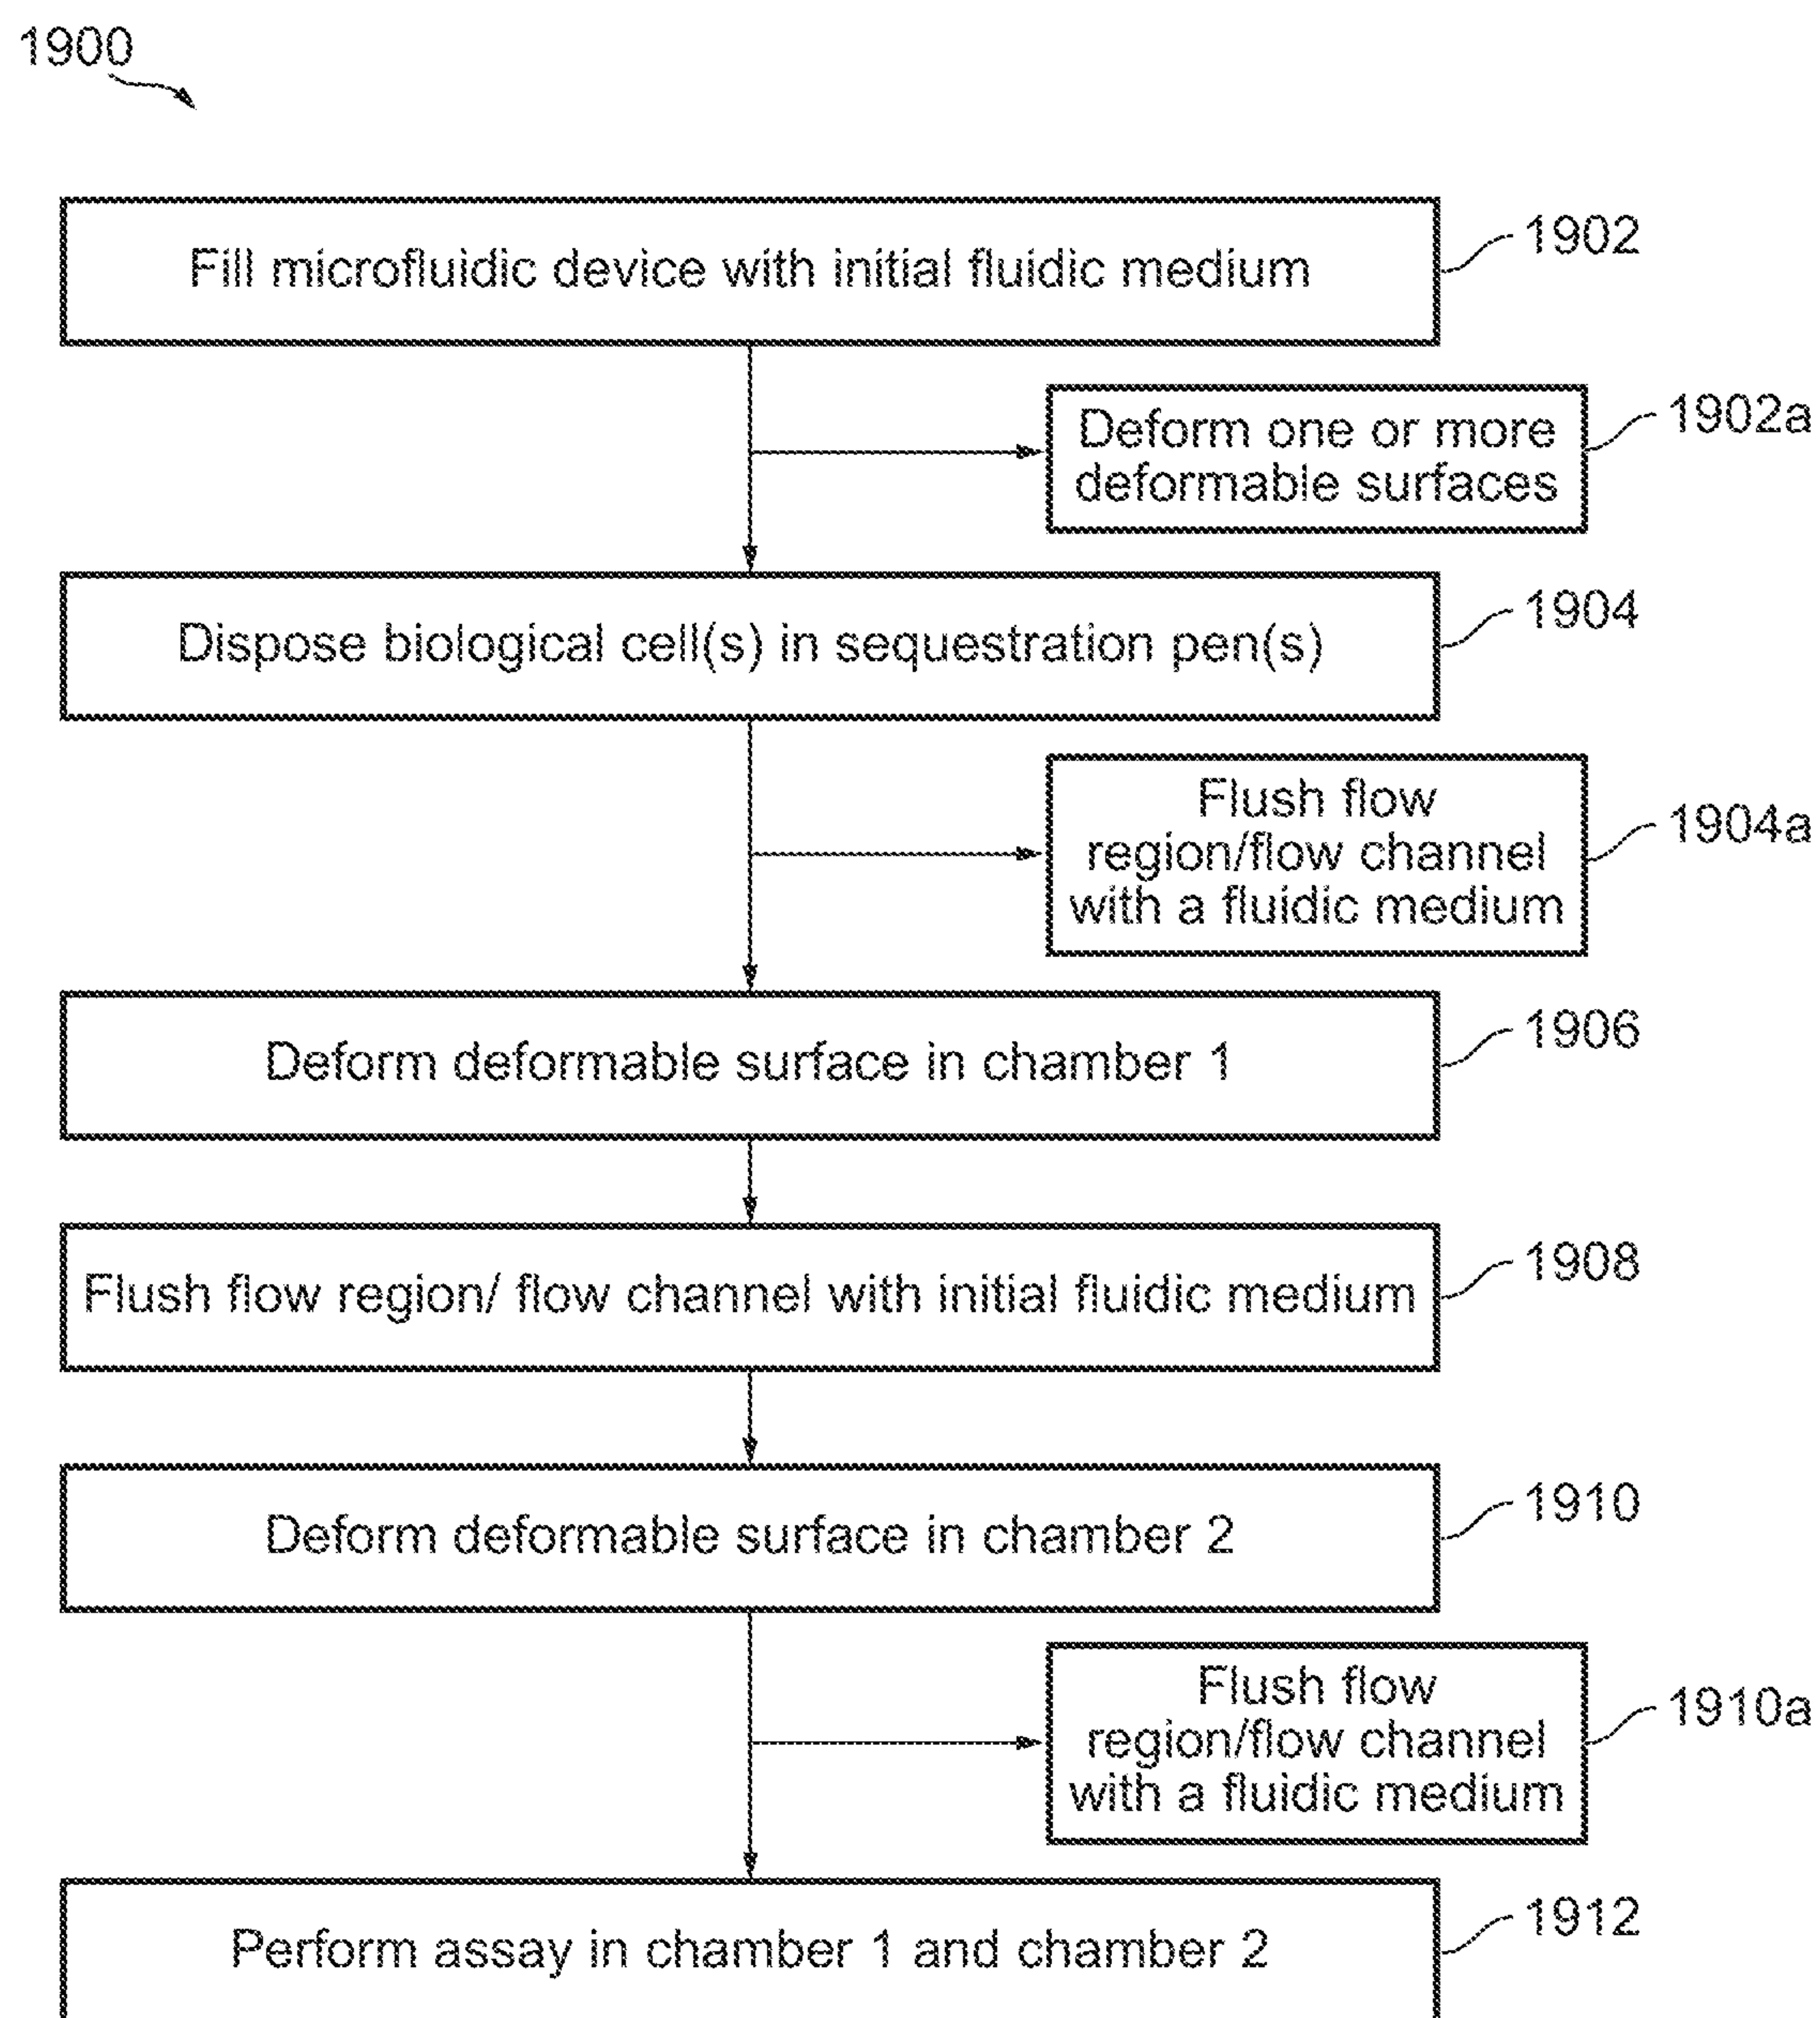 1900
Fill microfluidic device with initial fluidic medium
1902
Deform one or more
deformable surfaces
1902a
Dispose biological cell(s) in sequestration pen(s)
1904
Flush flow
region/flow channel
with a fluidic medium
1904a
Deform deformable surface in chamber 1
1906
Flush flow region/ flow channel with initial fluidic medium
1908
Deform deformable surface in chamber 2
1910
Flush flow
region/flow channel
with a fluidic medium
1910a
Perform assay in chamber 1 and chamber 2
1912